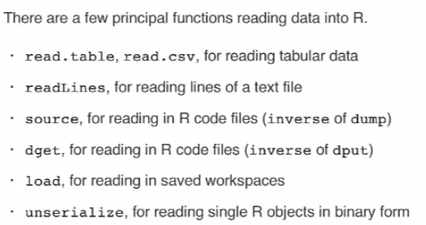 There are a few principal functions reading data into R.
· read.table, read.csv, for reading tabular data
· readLines, for reading lines of a text file
· source, for reading in R code files (inverse of dump)
· dget, for reading in R code files (inverse of dput)
· load, for reading in saved workspaces
· unserialize, for reading single R objects in binary form